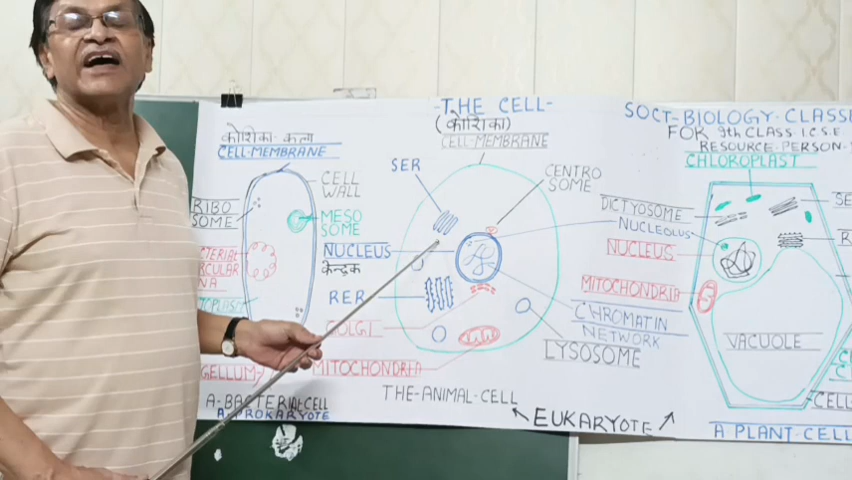 -THE CELL-
(कोशिका)
SOCT-BIOLOGY-CLASS
FOR 9th CLASS I.C.S.E
RESOURCE-PERSON-
कोशिका-कला
CELL-MEMBRANE
CELL
WALL
RIBO
SOME
MESO
SOME
NUCLEUS
CELL-MEMBRANE
SER
CENTRO
SOME
RER
GOLGI
MITOCHONDRIA
CHROMATIN
NETWORK
LYSOSOME
THE-ANIMAL-CELL
A-BACTERIAL-CELL
A-PROKARYOTE
EUKARYOTE
CHLOROPLAST
DICTYOSOME
NUCLEOLUS
NUCLEUS
MITOCHONDRIA
VACUOLE
CELL
A PLANT-CELL